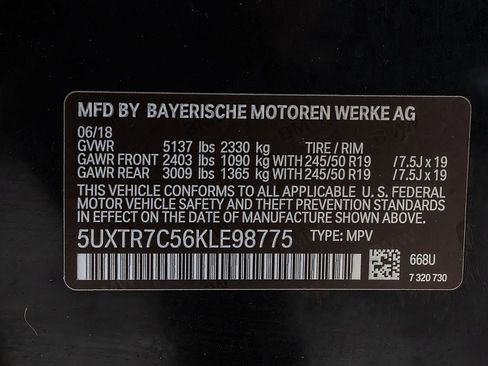 MFD BY BAYERISCHE MOTOREN WERKE AG
06/18
GVWR 5137 lbs 2330 kg TIRE / RIM
GAWR FRONT 2403 lbs 1090 kg WITH 245/50 R19 /7.5J x 19
GAWR REAR 3009 lbs 1365 kg WITH 245/50 R19 /7.5J x 19
THIS VEHICLE CONFORMS TO ALL APPLICABLE U. S. FEDERAL
MOTOR VEHICLE SAFETY AND THEFT PREVENTION STANDARDS
IN EFFECT ON THE DATE OF MANUFACTURE SHOWN ABOVE.
5UXTR7C56KLE98775 TYPE: MPV
668U
7 320 730